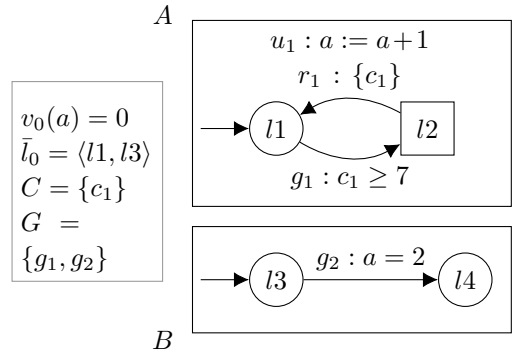 A
u₁ : a := a+1
r₁ : {c₁}
l1
l2
g₁ : c₁ ≥ 7
v₀(a) = 0
l̄₀ = ⟨l1, l3⟩
C = {c₁}
G =
{g₁, g₂}
g₂ : a = 2
l3
l4
B